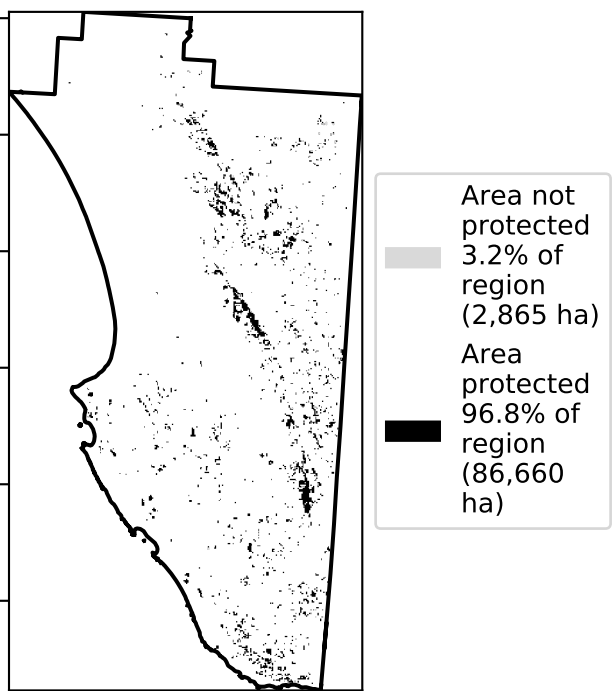 Area not
protected
3.2% of
region
(2,865 ha)
Area
protected
96.8% of
region
(86,660
ha)